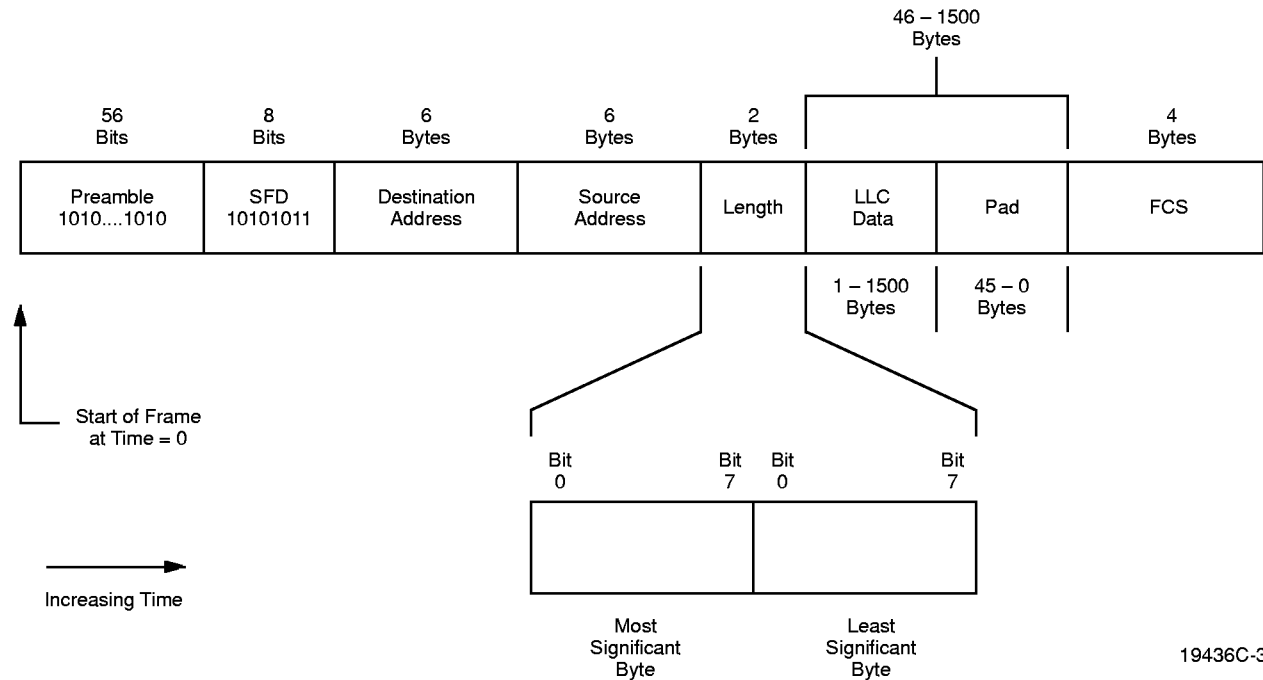 46 – 1500
Bytes
56
Bits
8
Bits
6
Bytes
6
Bytes
2
Bytes
4
Bytes
Preamble
1010....1010
SFD
10101011
Destination
Address
Source
Address
Length
LLC
Data
Pad
FCS
1 – 1500
Bytes
45 – 0
Bytes
Start of Frame
at Time = 0
Bit
0
Bit
7
Bit
0
Bit
7
Increasing Time
Most
Significant
Byte
Least
Significant
Byte
19436C-3